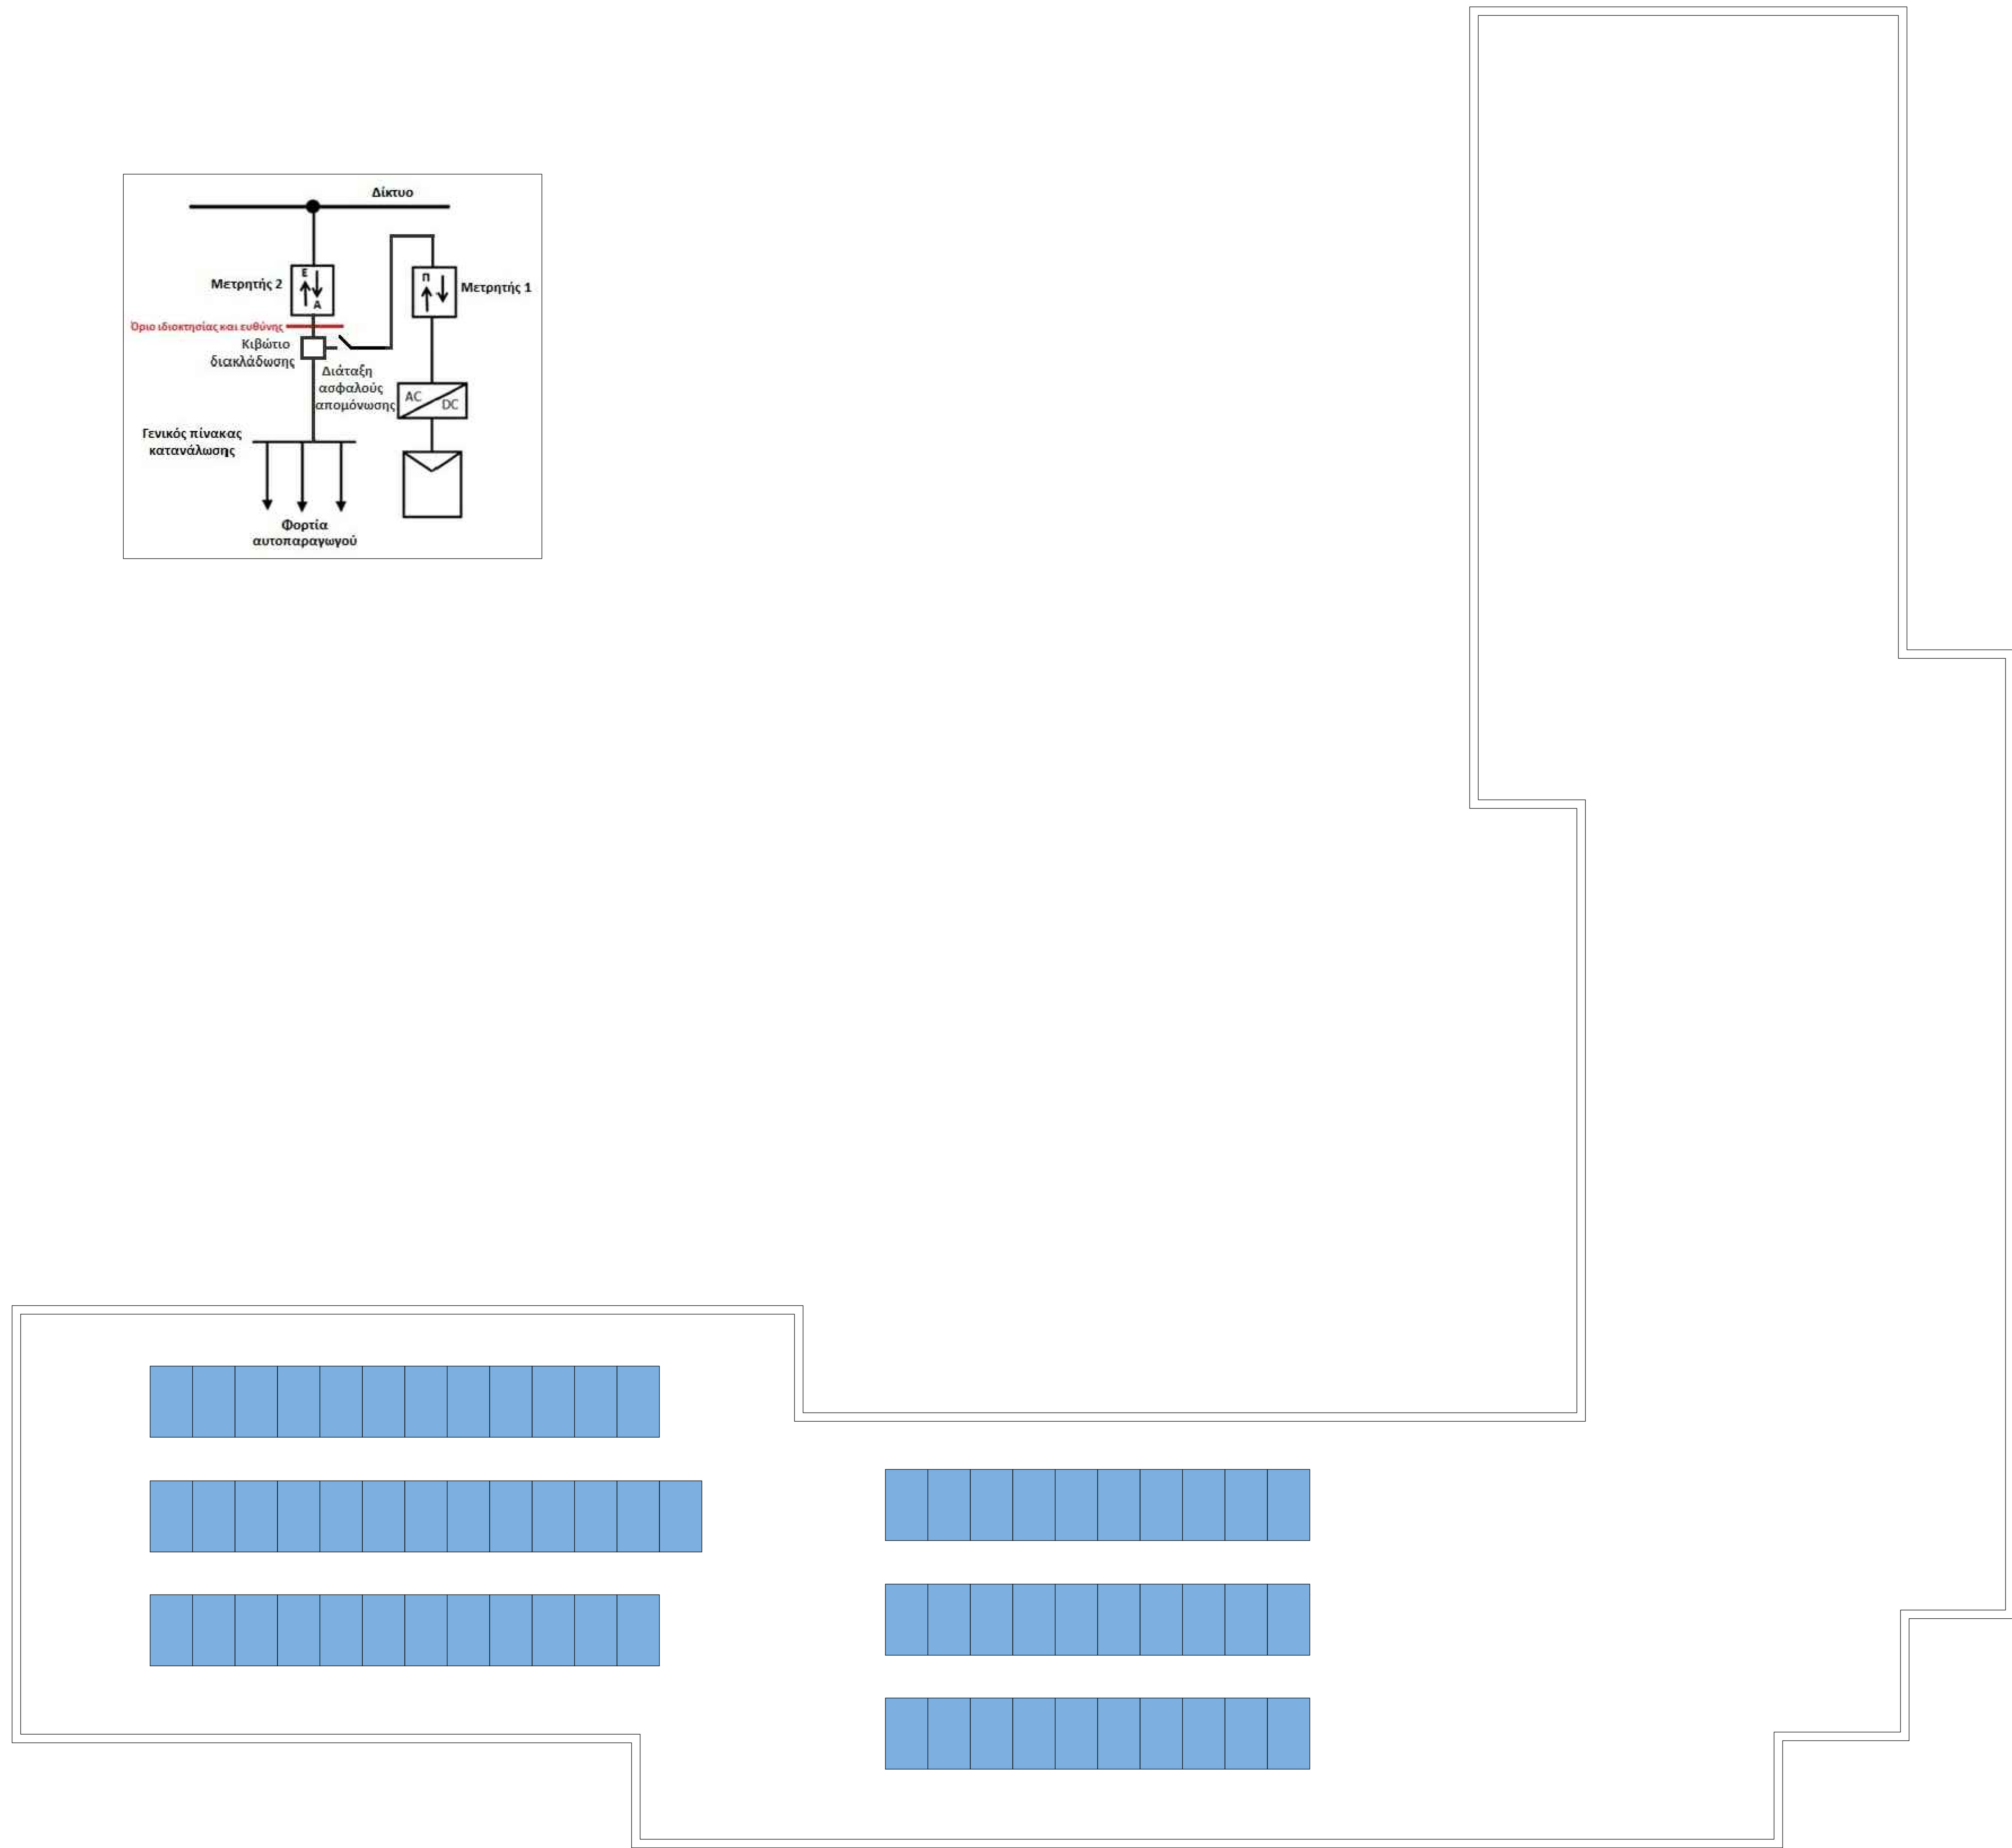 Δίκτυο
Ε
Α
Μετρητής 2
Π
Μετρητής 1
Όριο ιδιοκτησίας και ευθύνης
Κιβώτιο
διακλάδωσης
Διάταξη
ασφαλούς
απομόνωσης
AC
DC
Γενικός πίνακας
κατανάλωσης
Φορτία
αυτοπαραγωγού